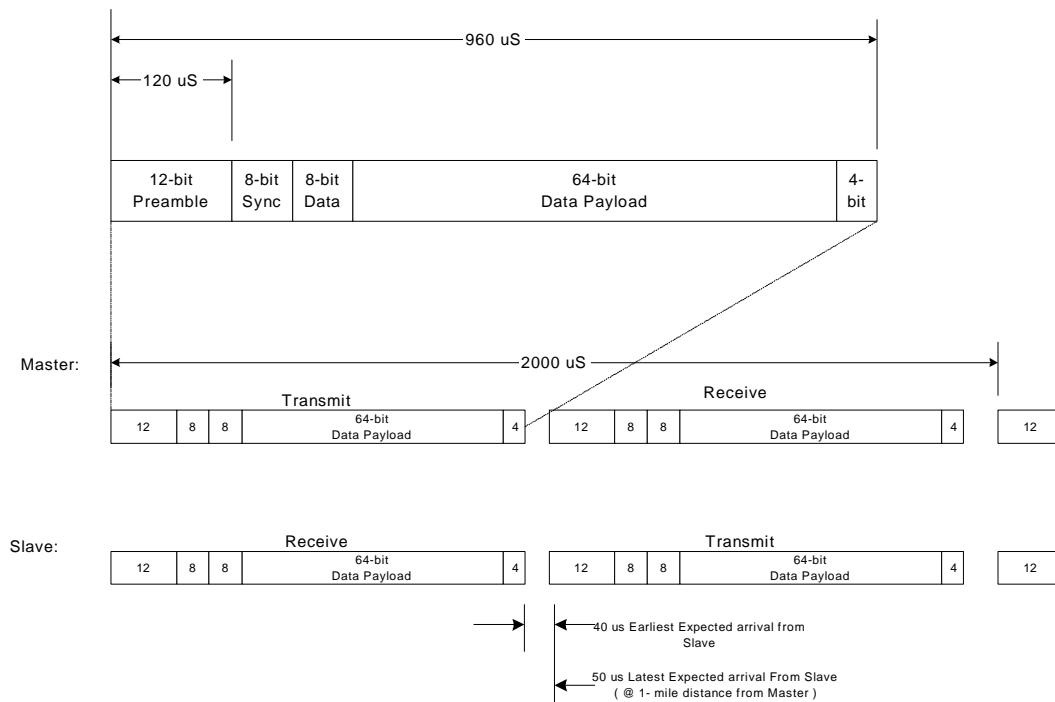 960 uS
120 uS
12-bit Preamble
8-bit Sync
8-bit Data
64-bit Data Payload
4-bit
Master:
2000 uS
Transmit
Receive
12
8
8
64-bit Data Payload
4
12
8
8
64-bit Data Payload
4
12
Slave:
Receive
Transmit
12
8
8
64-bit Data Payload
4
12
8
8
64-bit Data Payload
4
12
40 us Earliest Expected arrival from
Slave
50 us Latest Expected arrival From Slave
( @ 1- mile distance from Master )